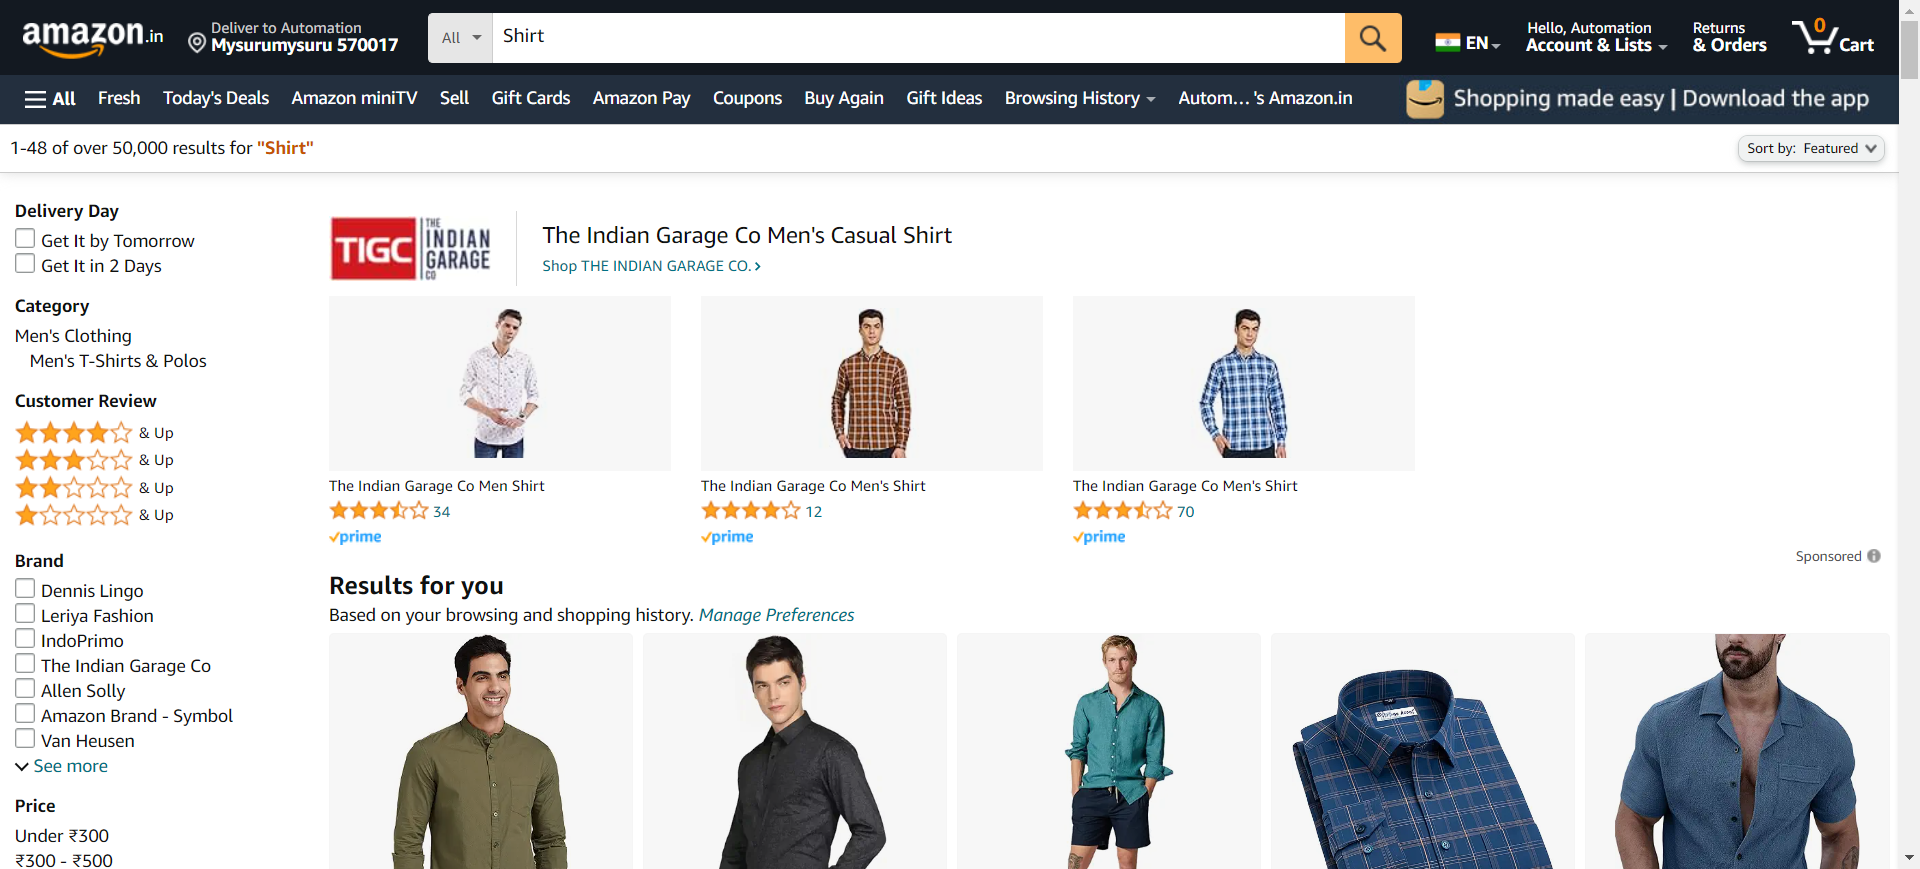 amazon.in
Deliver to Automation
Mysurumysuru 570017
All
Shirt
EN
Hello, Automation
Account & Lists
Returns
& Orders
0
Cart
All
Fresh
Today's Deals
Amazon miniTV
Sell
Gift Cards
Amazon Pay
Coupons
Buy Again
Gift Ideas
Browsing History
Autom... 's Amazon.in
Shopping made easy | Download the app
1-48 of over 50,000 results for "Shirt"
Sort by: Featured
Delivery Day
Get It by Tomorrow
Get It in 2 Days
Category
Men's Clothing
Men's T-Shirts & Polos
Customer Review
& Up
& Up
& Up
& Up
Brand
Dennis Lingo
Leriya Fashion
IndoPrimo
The Indian Garage Co
Allen Solly
Amazon Brand - Symbol
Van Heusen
See more
Price
Under ₹300
₹300 - ₹500
TIGC
THE
INDIAN
GARAGE
CO
The Indian Garage Co Men's Casual Shirt
Shop THE INDIAN GARAGE CO.
The Indian Garage Co Men Shirt
34
prime
The Indian Garage Co Men's Shirt
12
prime
The Indian Garage Co Men's Shirt
70
prime
Sponsored
Results for you
Based on your browsing and shopping history. Manage Preferences